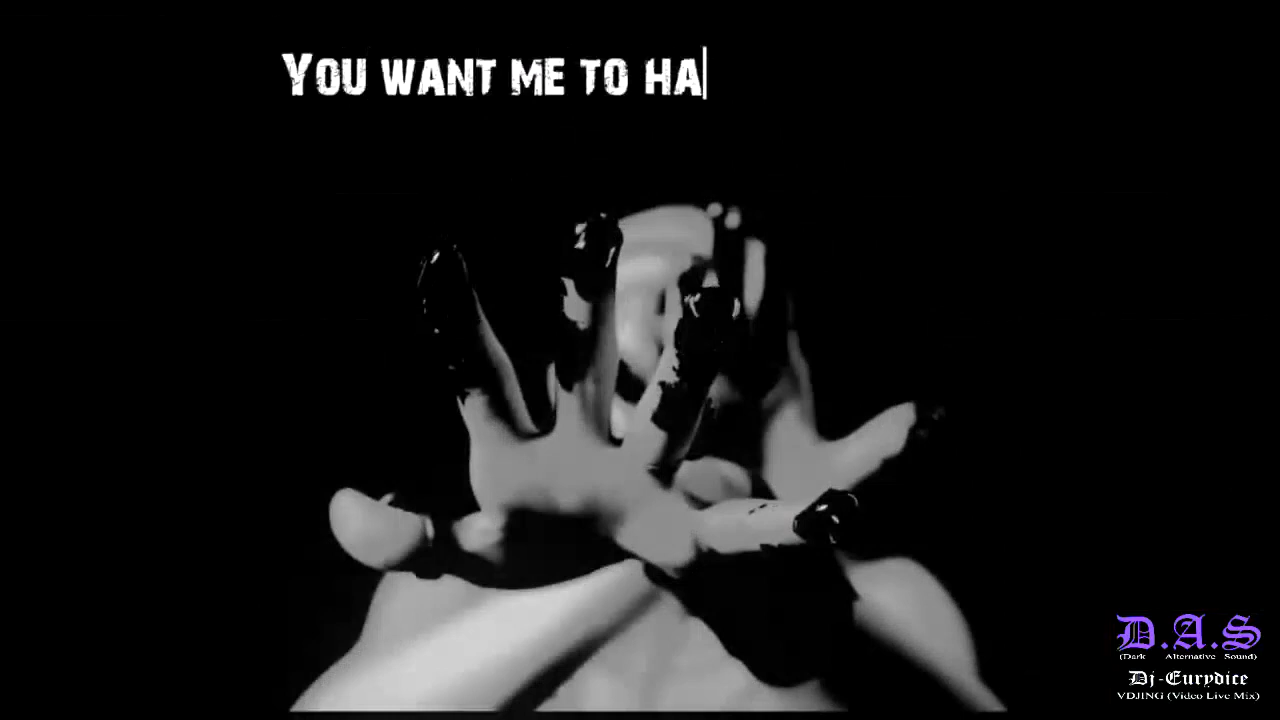 You want me to ha
D.A.S
(Dark Alternative Sound)
Dj-Eurydice
VDJING (Video Live Mix)